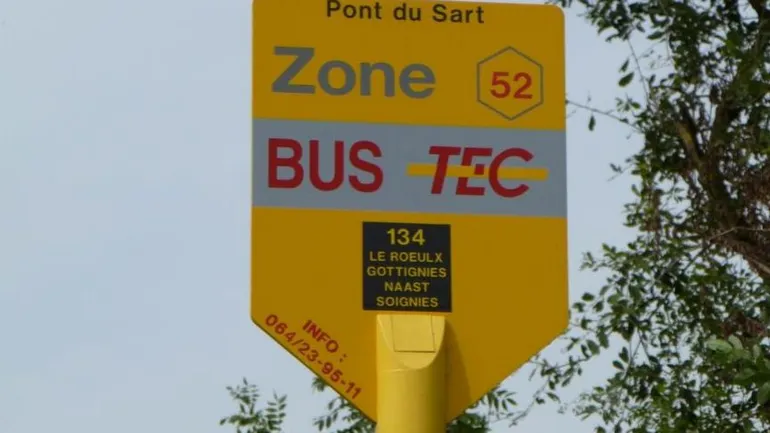 Pont du Sart
Zone 52
BUS TEC
134
LE ROEULX
GOTTIGNIES
NAAST
SOIGNIES
INFO :
064/23-95-11